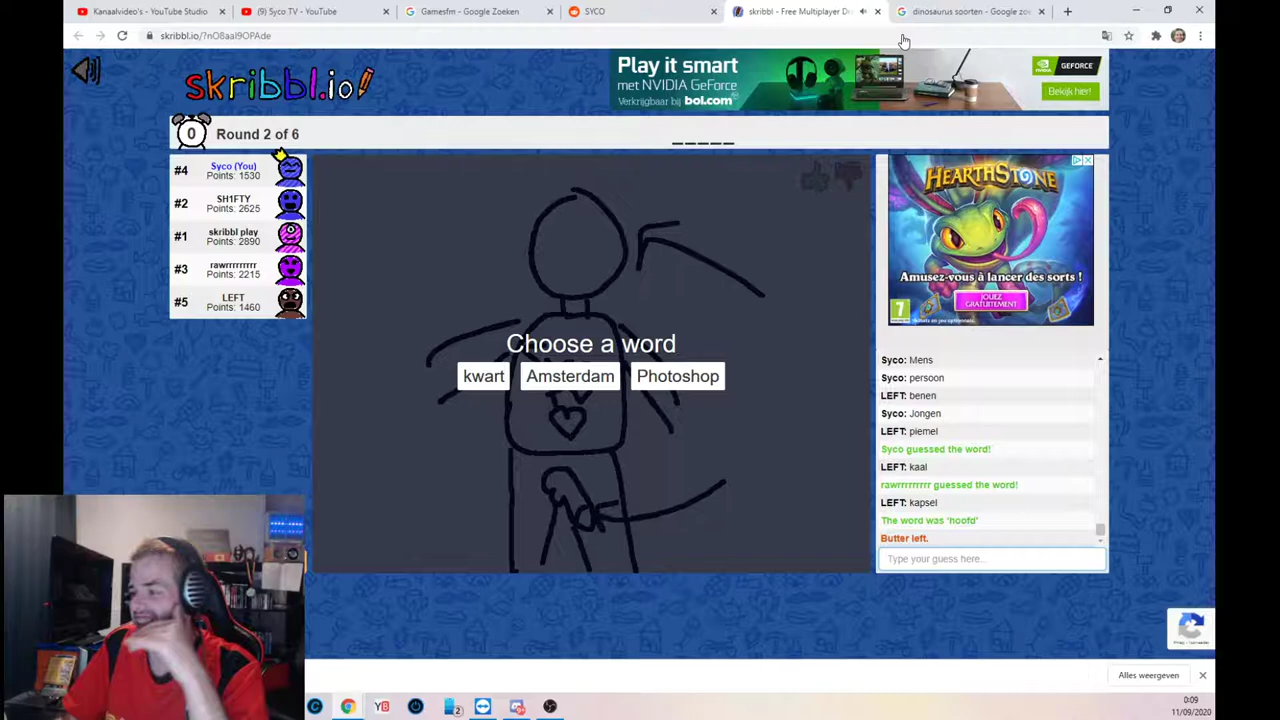 Kanaalvideo's - YouTube Studio
(9) Syco TV - YouTube
Gamesfm - Google Zoeken
SYCO
skribbl - Free Multiplayer Dr
dinosaurus soorten - Google zoe
skribbl.io/?nO8aal9OPAde
skribbl.io
Play it smart
met NVIDIA GeForce
Verkrijgbaar bij bol.com
NVIDIA GEFORCE
Bekijk hier!
0
Round 2 of 6
#4
Syco (You)
Points: 1530
#2
SH1FTY
Points: 2625
#1
skribbl play
Points: 2890
#3
rawrrrrrrrrr
Points: 2215
#5
LEFT
Points: 1460
Choose a word
kwart
Amsterdam
Photoshop
HEARTHSTONE
Amusez-vous à lancer des sorts !
JOUEZ
GRATUITEMENT
7
Syco: Mens
Syco: persoon
LEFT: benen
Syco: Jongen
LEFT: piemel
Syco guessed the word!
LEFT: kaal
rawrrrrrrrrr guessed the word!
LEFT: kapsel
The word was 'hoofd'
Butter left.
Type your guess here...
Alles weergeven
0:09
11/09/2020